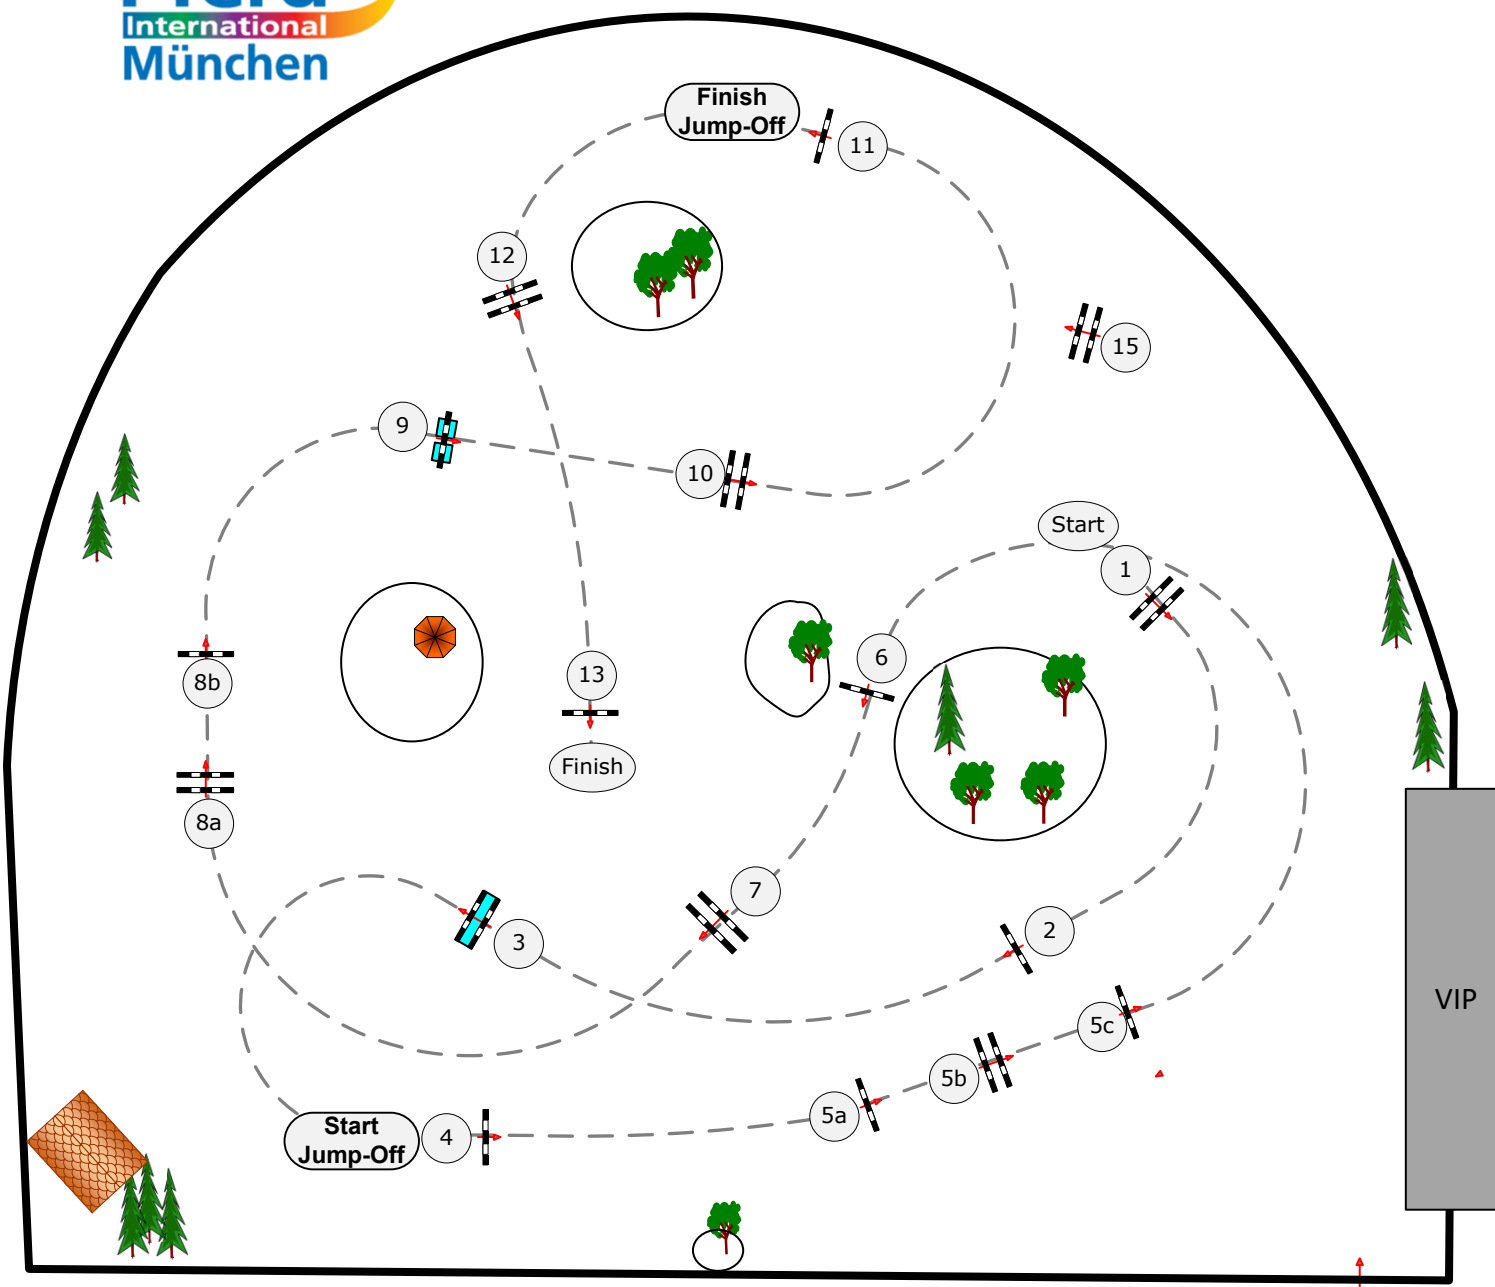 International
München
Finish
Jump-Off
11
12
15
9
10
Start
1
6
13
8b
Finish
8a
7
2
3
5c
5b
5a
4
Start
Jump-Off
VIP